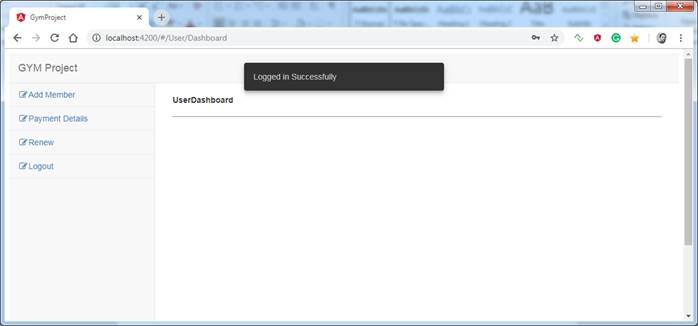 GymProject
localhost:4200/#/User/Dashboard
GYM Project
Logged in Successfully
Add Member
Payment Details
Renew
Logout
UserDashboard